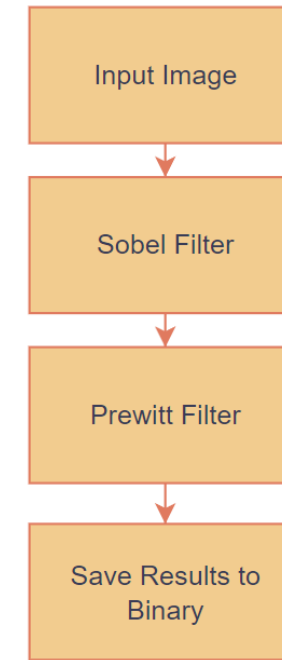 Input Image
Sobel Filter
Prewitt Filter
Save Results to
Binary